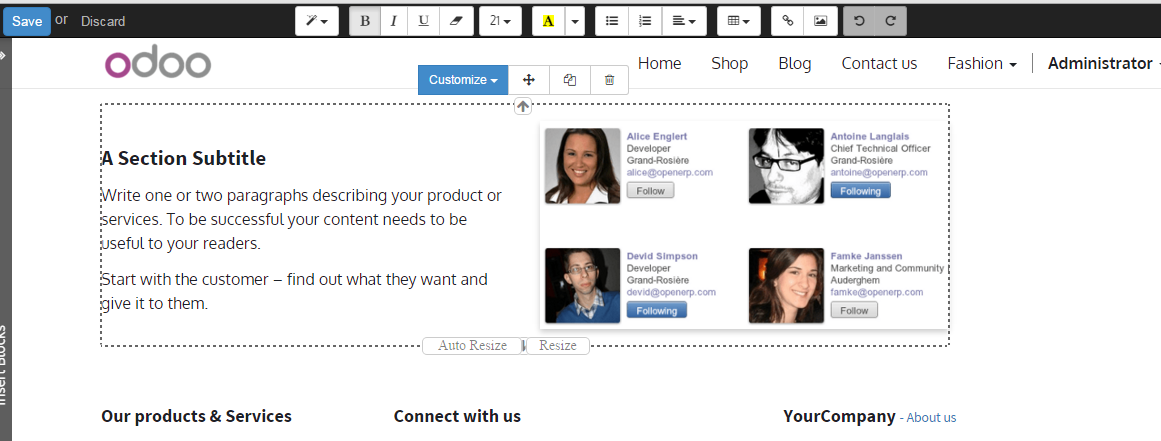 Save or Discard B I U 21 A
odoo
Customize
Home Shop Blog Contact us Fashion Administrator
A Section Subtitle
Write one or two paragraphs describing your product or
services. To be successful your content needs to be
useful to your readers.
Start with the customer – find out what they want and
give it to them.
Alice Englert
Developer
Grand-Rosière
alice@openerp.com
Follow
Antoine Langlais
Chief Technical Officer
Grand-Rosière
antoine@openerp.com
Following
Devid Simpson
Developer
Grand-Rosière
devid@openerp.com
Following
Famke Janssen
Marketing and Community
Auderghem
famke@openerp.com
Follow
Auto Resize Resize
Insert Blocks
Our products & Services Connect with us YourCompany - About us